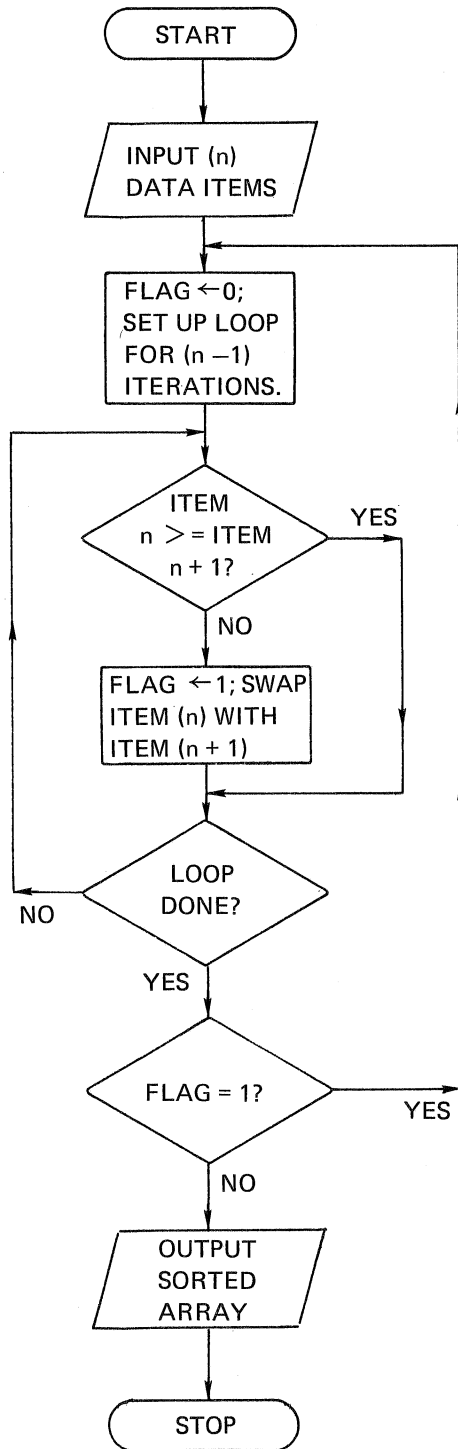 START
INPUT (n)
DATA ITEMS
FLAG ←0;
SET UP LOOP
FOR (n –1)
ITERATIONS.
ITEM
n > = ITEM
n + 1?
YES
NO
FLAG ←1; SWAP
ITEM (n) WITH
ITEM (n + 1)
LOOP
DONE?
NO
YES
FLAG = 1?
YES
NO
OUTPUT
SORTED
ARRAY
STOP